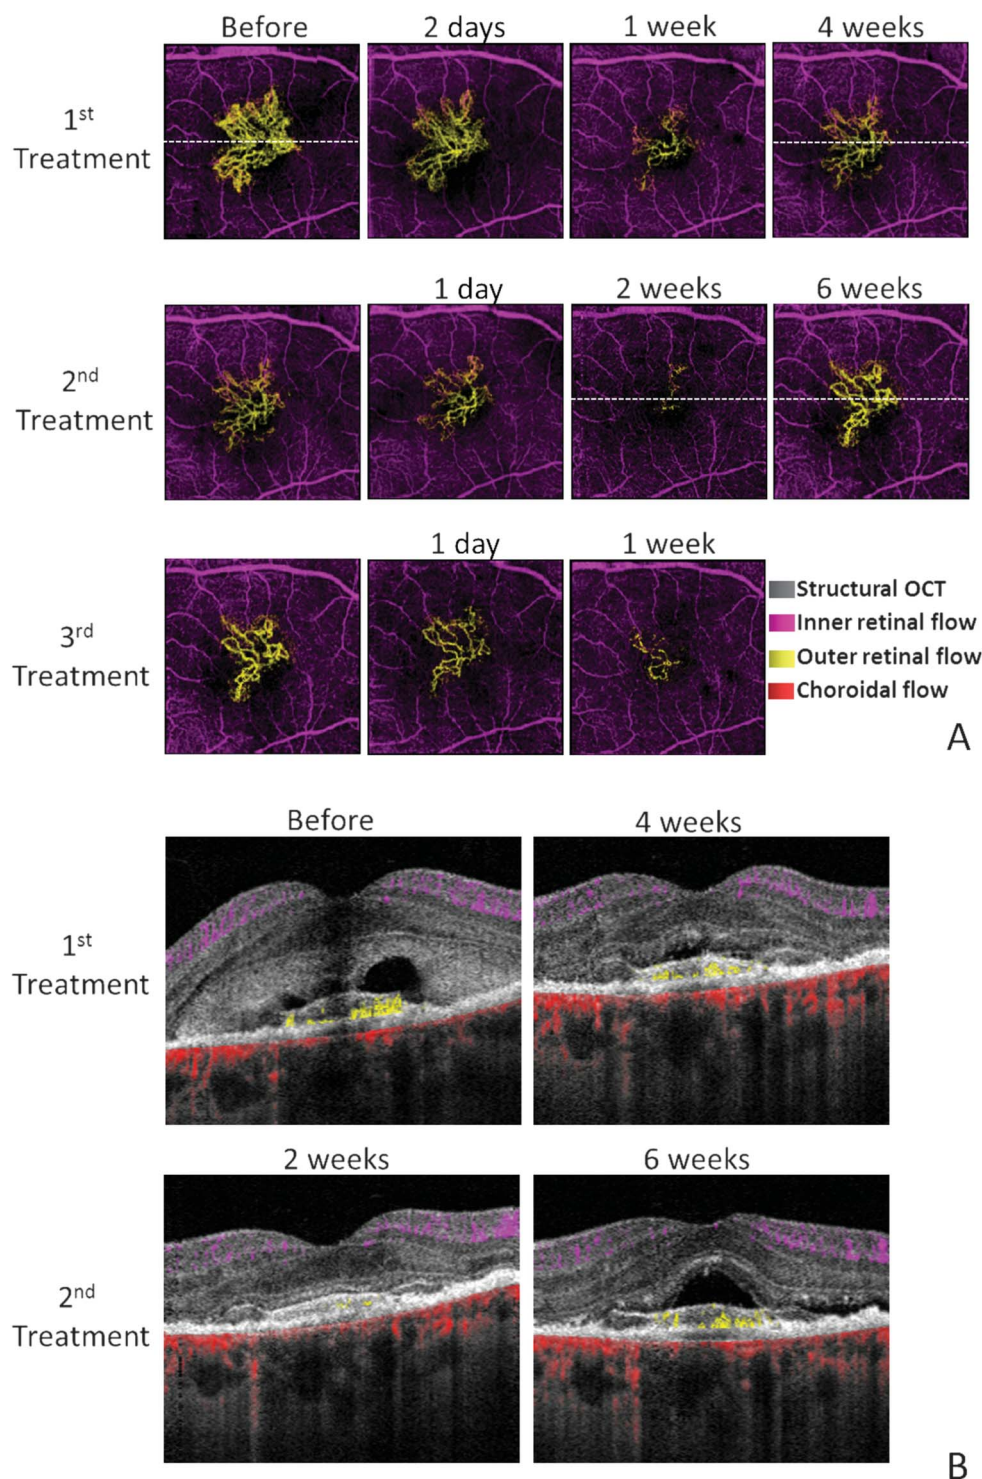 Before 2 days 1 week 4 weeks
1st
Treatment
1 day 2 weeks 6 weeks
2nd
Treatment
1 day 1 week
3rd
Treatment
Structural OCT
Inner retinal flow
Outer retinal flow
Choroidal flow
A
Before 4 weeks
1st
Treatment
2 weeks 6 weeks
2nd
Treatment
B